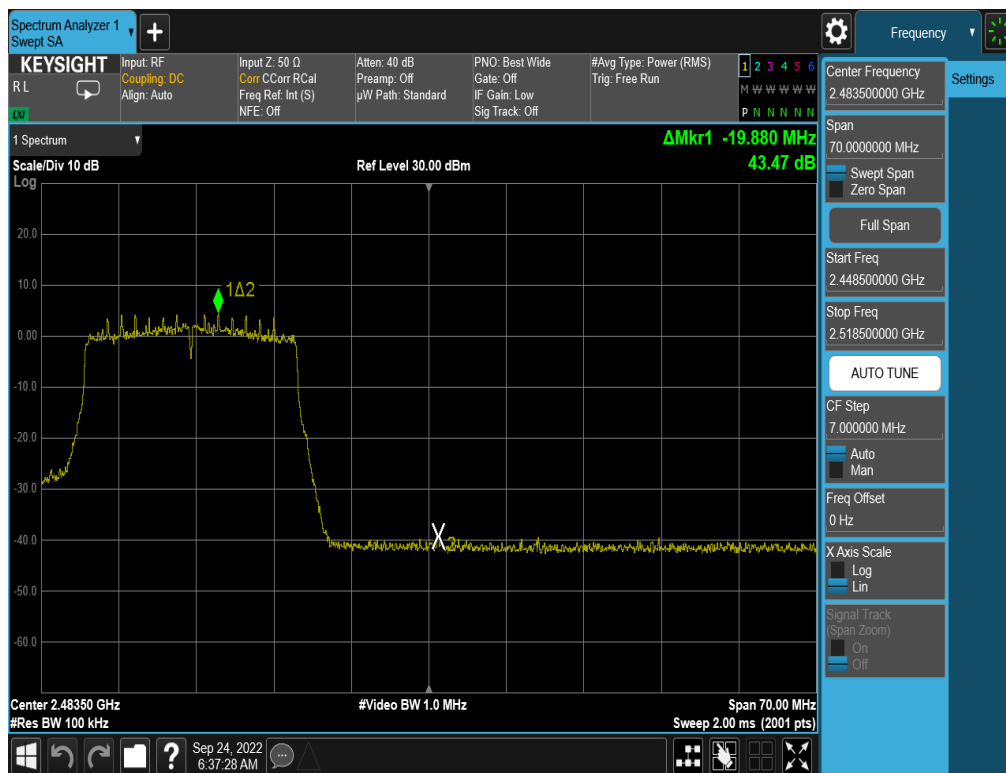 Spectrum Analyzer 1
Swept SA
Frequency
KEYSIGHT
R L
LXI
Input: RF
Coupling: DC
Align: Auto
Input Z: 50 Ω
Corr CCorr RCal
Freq Ref: Int (S)
NFE: Off
Atten: 40 dB
Preamp: Off
µW Path: Standard
PNO: Best Wide
Gate: Off
IF Gain: Low
Sig Track: Off
#Avg Type: Power (RMS)
Trig: Free Run
1 2 3 4 5 6
M W W W W W
P N N N N N
1 Spectrum
Scale/Div 10 dB
Ref Level 30.00 dBm
ΔMkr1 -19.880 MHz
43.47 dB
Log
20.0
10.0
0.00
-10.0
-20.0
-30.0
-40.0
-50.0
-60.0
1Δ2
Center 2.48350 GHz
#Res BW 100 kHz
#Video BW 1.0 MHz
Span 70.00 MHz
Sweep 2.00 ms (2001 pts)
Center Frequency
2.483500000 GHz
Settings
Span
70.0000000 MHz
Swept Span
Zero Span
Full Span
Start Freq
2.448500000 GHz
Stop Freq
2.518500000 GHz
AUTO TUNE
CF Step
7.000000 MHz
Auto
Man
Freq Offset
0 Hz
X Axis Scale
Log
Lin
Signal Track
(Span Zoom)
On
Off
?
Sep 24, 2022
6:37:28 AM